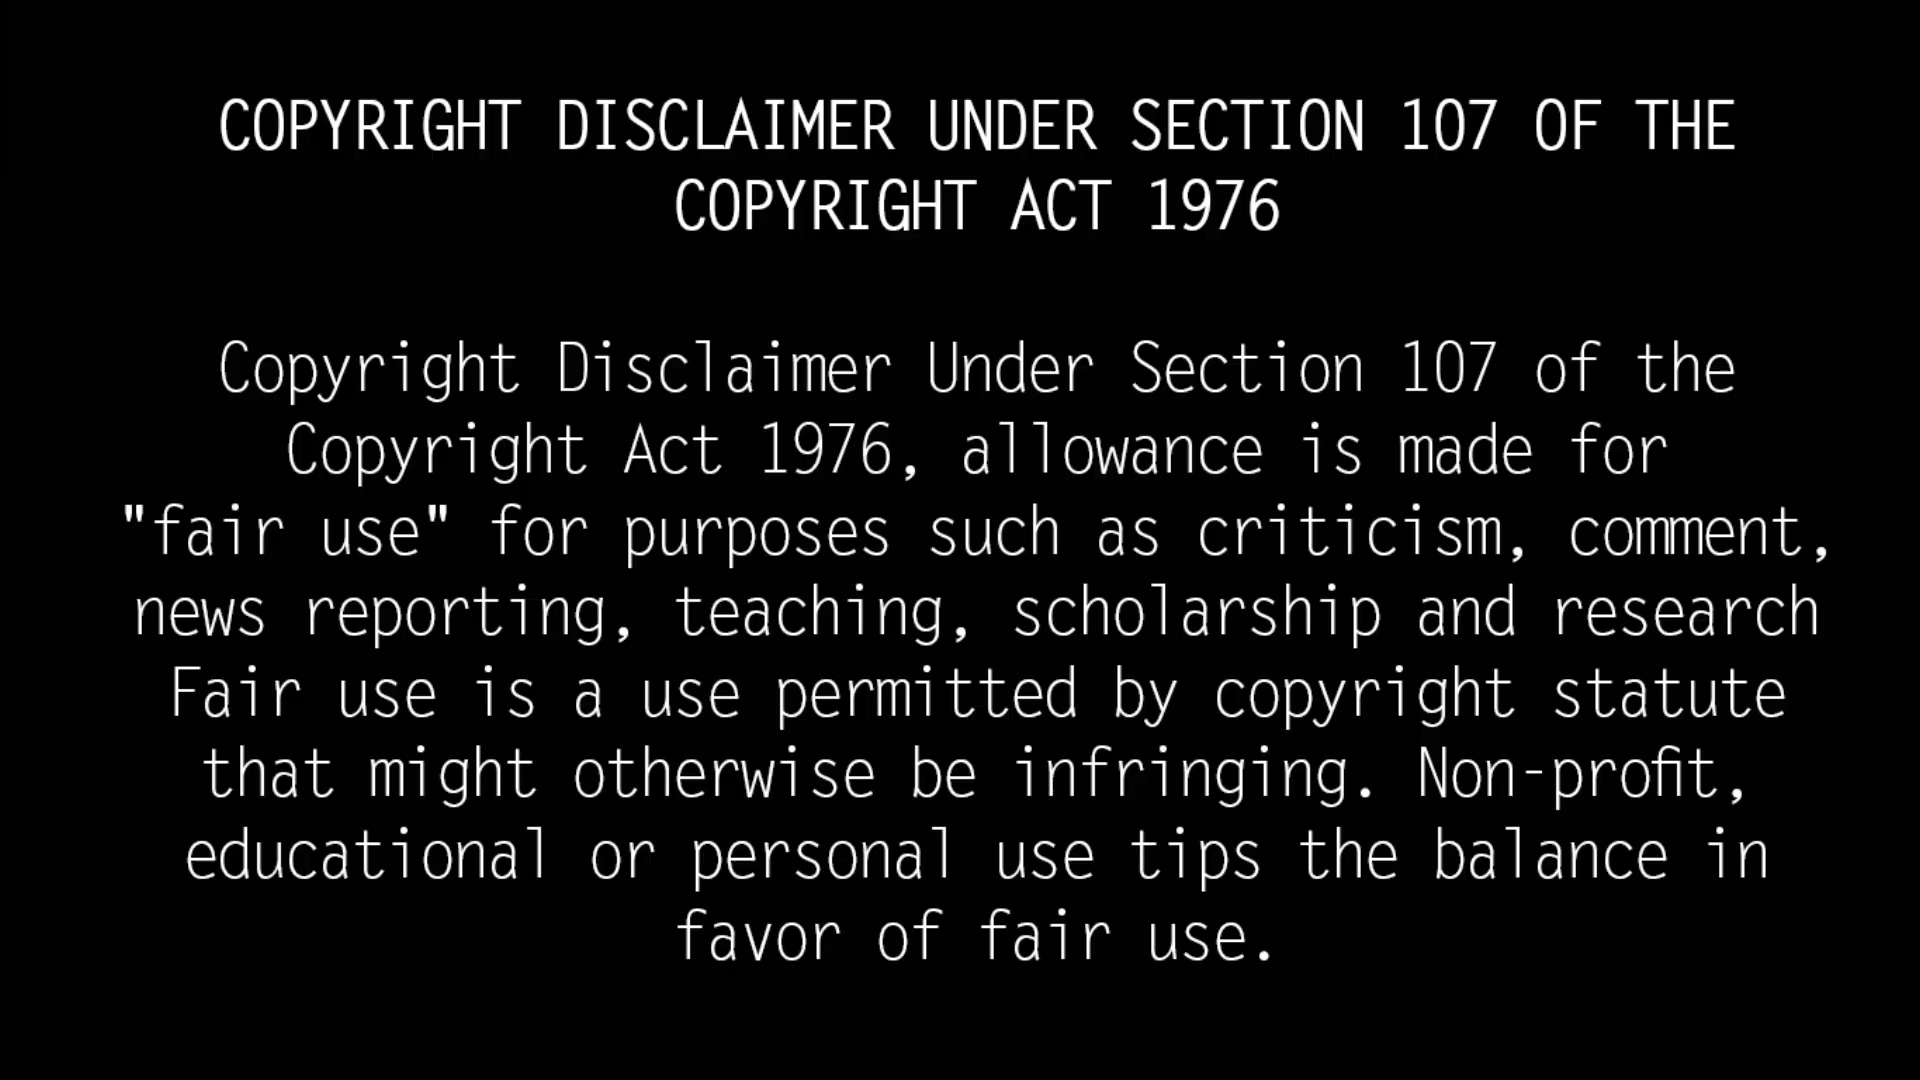 COPYRIGHT DISCLAIMER UNDER SECTION 107 OF THE
COPYRIGHT ACT 1976
Copyright Disclaimer Under Section 107 of the
Copyright Act 1976, allowance is made for
"fair use" for purposes such as criticism, comment,
news reporting, teaching, scholarship and research
Fair use is a use permitted by copyright statute
that might otherwise be infringing. Non-profit,
educational or personal use tips the balance in
favor of fair use.